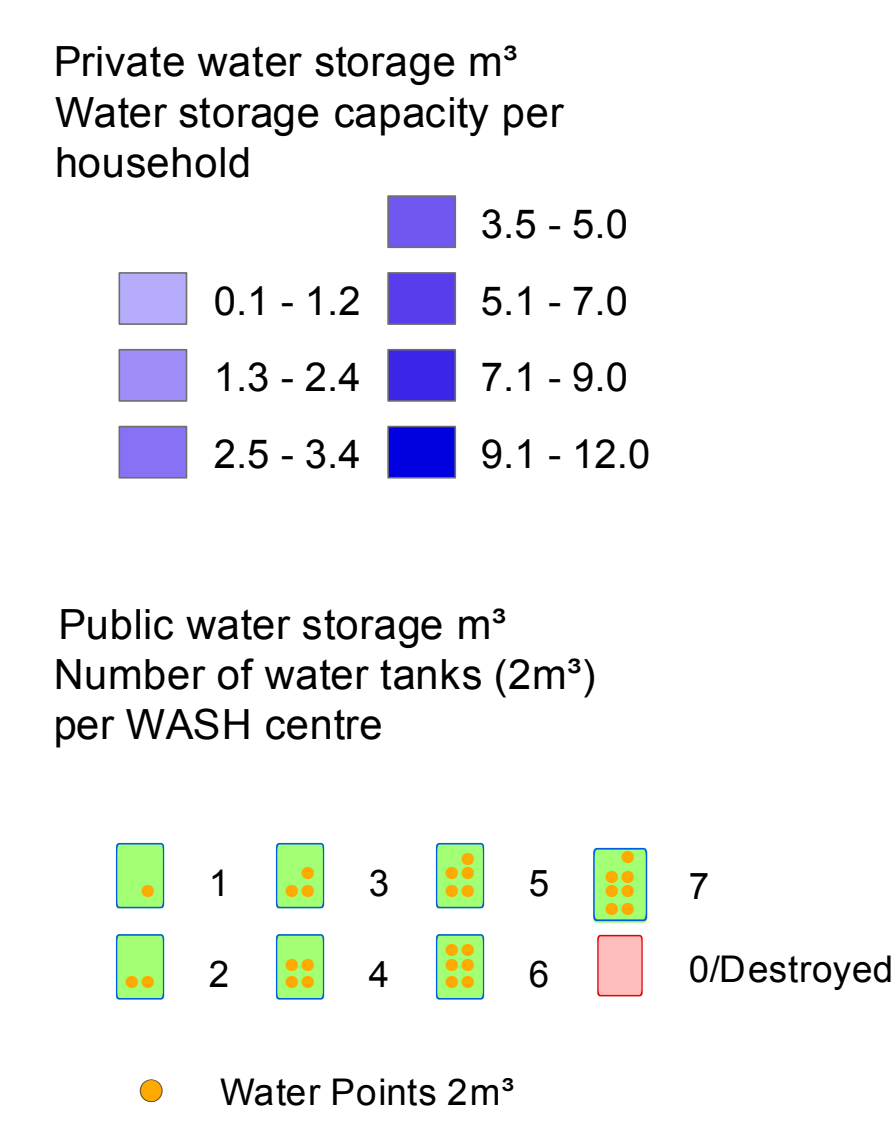 Private water storage m³
Water storage capacity per
household
3.5 - 5.0
0.1 - 1.2
5.1 - 7.0
1.3 - 2.4
7.1 - 9.0
2.5 - 3.4
9.1 - 12.0
Public water storage m³
Number of water tanks (2m³)
per WASH centre
1
3
5
7
2
4
6
0/Destroyed
Water Points 2m³